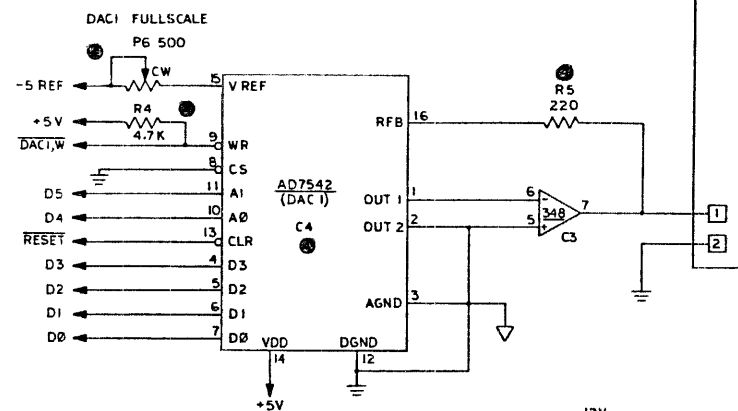 DAC1 FULLSCALE
P6 500
CW
-5 REF
15
V REF
R4
4.7K
+5V
DAC1,W
9
WR
8
CS
D5
11
A1
D4
10
AØ
RESET
13
CLR
D3
4
D3
D2
5
D2
D1
6
D1
D0
7
DØ
AD7542
(DAC 1)
C4
RFB
16
R5
220
OUT 1
1
OUT 2
2
6
-
5
+
348
7
C3
1
2
AGND
3
VDD
14
DGND
12
+5V